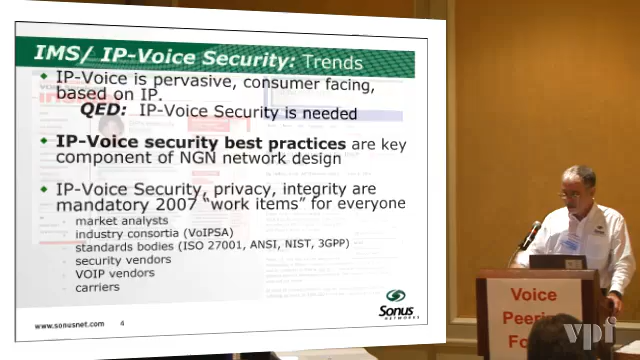 IMS/ IP-Voice Security: Trends
IP-Voice is pervasive, consumer facing,
based on IP.
QED: IP-Voice Security is needed
IP-Voice security best practices are key
component of NGN network design
IP-Voice Security, privacy, integrity are
mandatory 2007 "work items" for everyone
- market analysts
- industry consortia (VoIPSA)
- standards bodies (ISO 27001, ANSI, NIST, 3GPP)
- security vendors
- VOIP vendors
- carriers
www.sonusnet.com 4
Sonus
NETWORKS
Voice
Peering
vpi